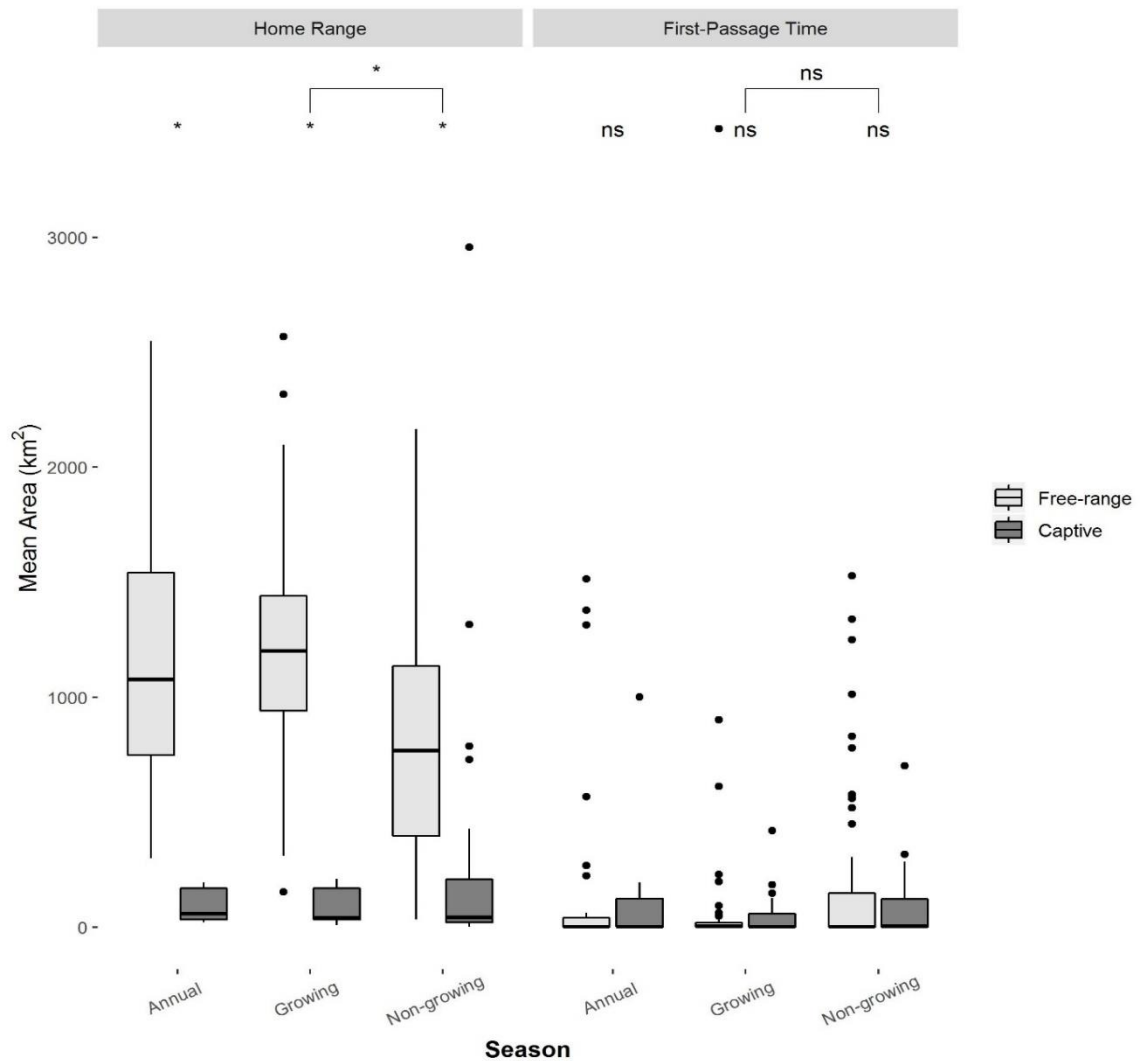 Home Range
First-Passage Time
*
ns
* * *
ns ns ns
Mean Area (km²)
3000
2000
1000
0
Free-range
Captive
Annual
Growing
Non-growing
Annual
Growing
Non-growing
Season